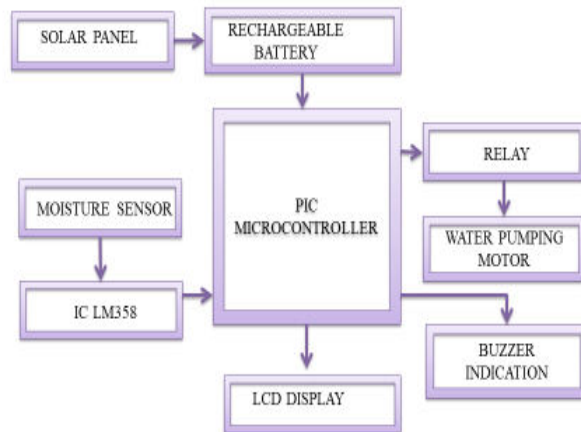 SOLAR PANEL
RECHARGEABLE
BATTERY
PIC
MICROCONTROLLER
RELAY
MOISTURE SENSOR
WATER PUMPING
MOTOR
IC LM358
BUZZER
INDICATION
LCD DISPLAY